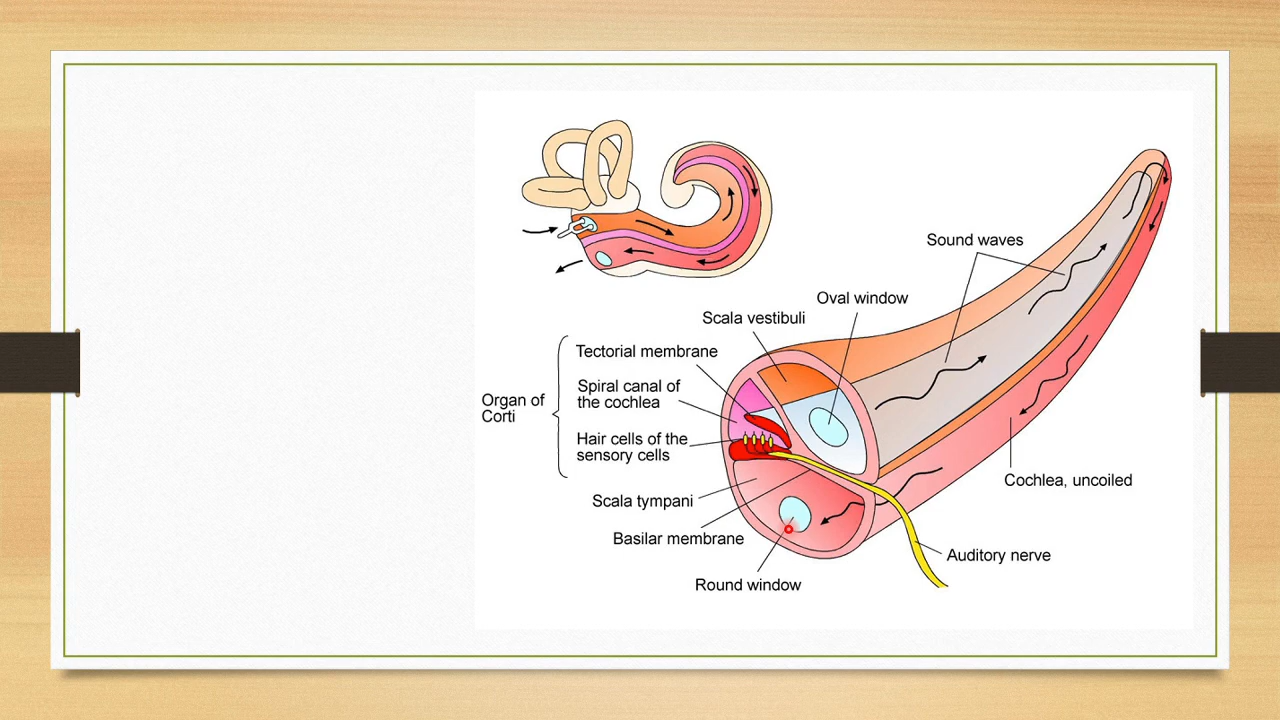 Sound waves
Oval window
Scala vestibuli
Tectorial membrane
Spiral canal of
the cochlea
Organ of
Corti
Hair cells of the
sensory cells
Cochlea, uncoiled
Scala tympani
Basilar membrane
Auditory nerve
Round window